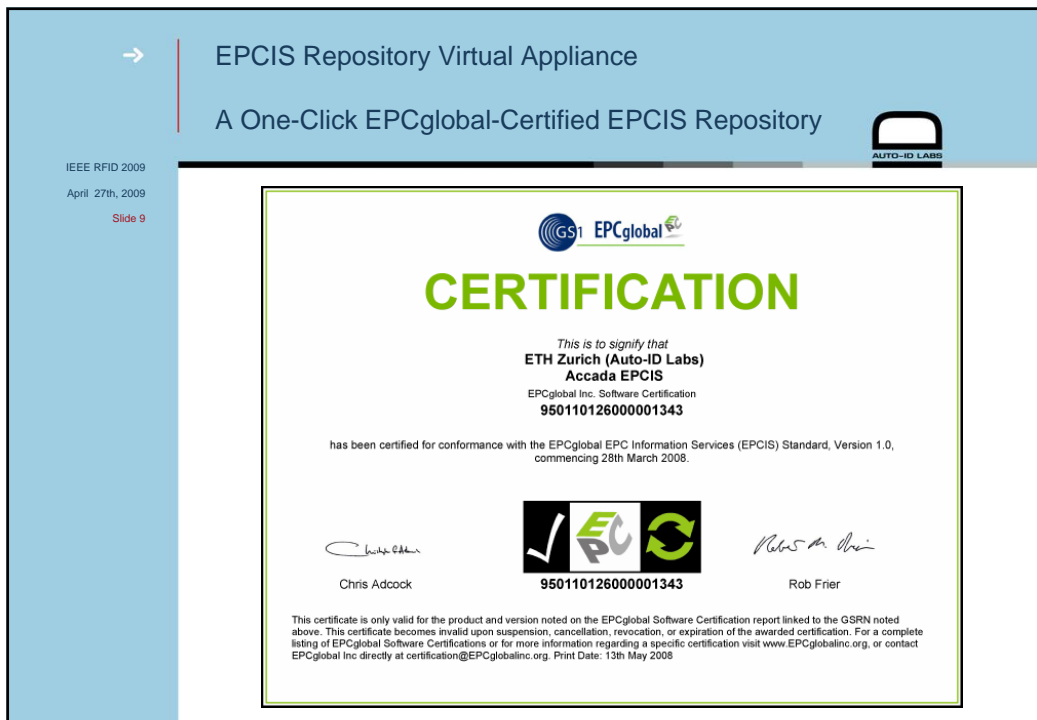 →
EPCIS Repository Virtual Appliance
A One-Click EPCglobal-Certified EPCIS Repository
AUTO-ID LABS
IEEE RFID 2009
April 27th, 2009
Slide 9
GS1 EPCglobal
CERTIFICATION
This is to signify that
ETH Zurich (Auto-ID Labs)
Accada EPCIS
EPCglobal Inc. Software Certification
950110126000001343
has been certified for conformance with the EPCglobal EPC Information Services (EPCIS) Standard, Version 1.0,
commencing 28th March 2008.
EPC
Chris Adcock
950110126000001343
Rob Frier
This certificate is only valid for the product and version noted on the EPCglobal Software Certification report linked to the GSRN noted
above. This certificate becomes invalid upon suspension, cancellation, revocation, or expiration of the awarded certification. For a complete
listing of EPCglobal Software Certifications or for more information regarding a specific certification visit www.EPCglobalinc.org, or contact
EPCglobal Inc directly at certification@EPCglobalinc.org. Print Date: 13th May 2008